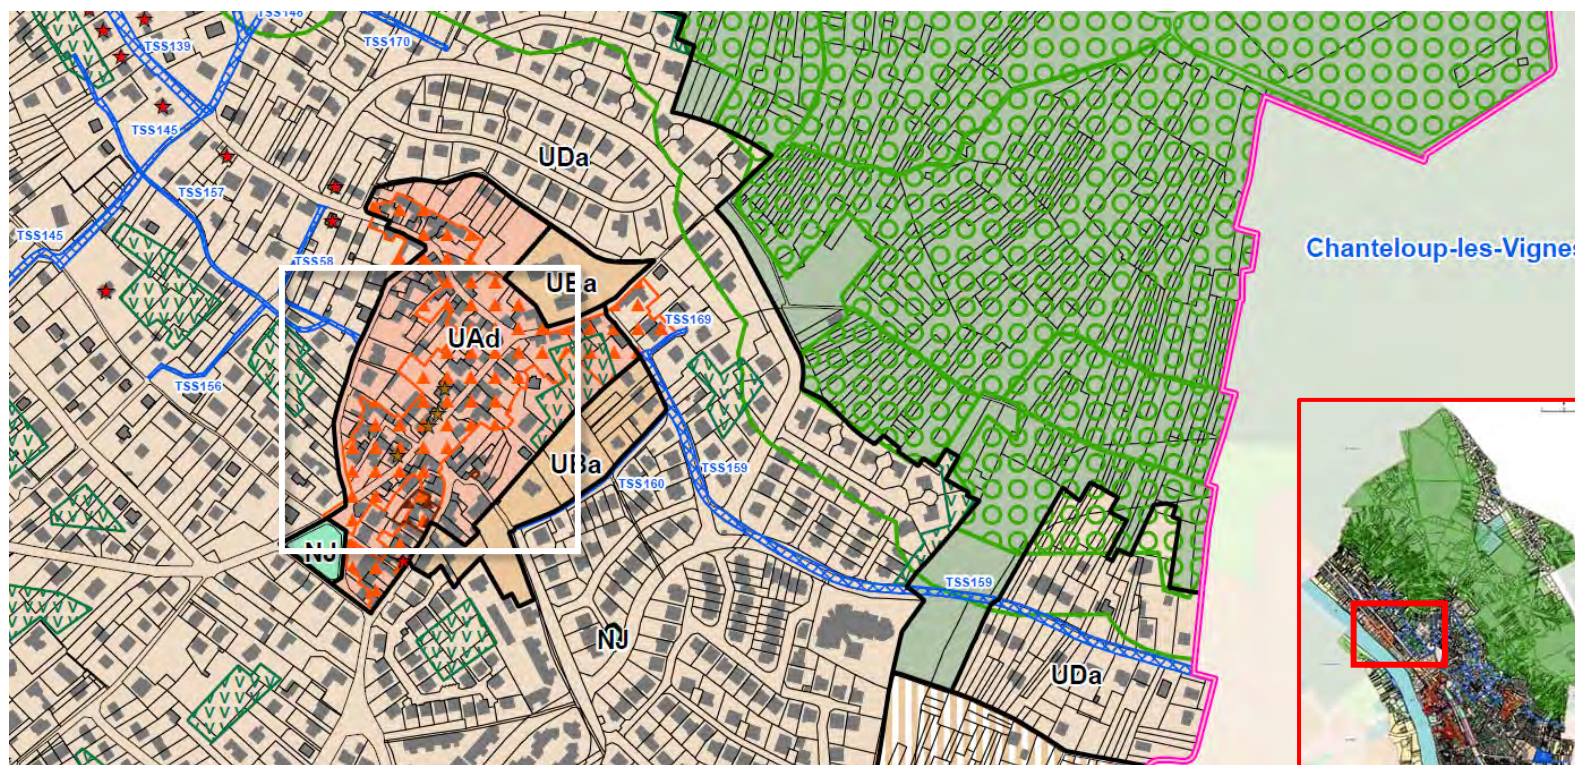 TSS148
TSS139
TSS170
TSS145
UDa
TSS157
TSS145
TSS58
Chanteloup-les-Vignes
UBa
TSS169
UAd
TSS156
UBa
TSS159
TSS160
NJ
TSS159
NJ
UDa